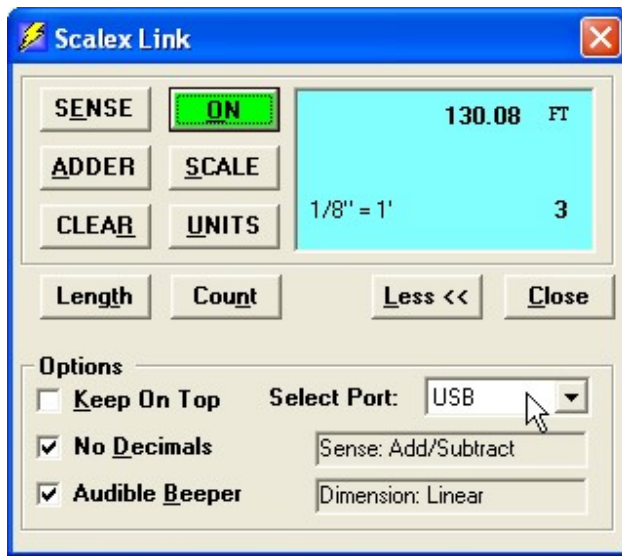 Scalex Link
SENSE ON 130.08 FT
ADDER SCALE
CLEAR UNITS 1/8" = 1' 3
Length Count Less << Close
Options
Keep On Top Select Port: USB
No Decimals Sense: Add/Subtract
Audible Beeper Dimension: Linear